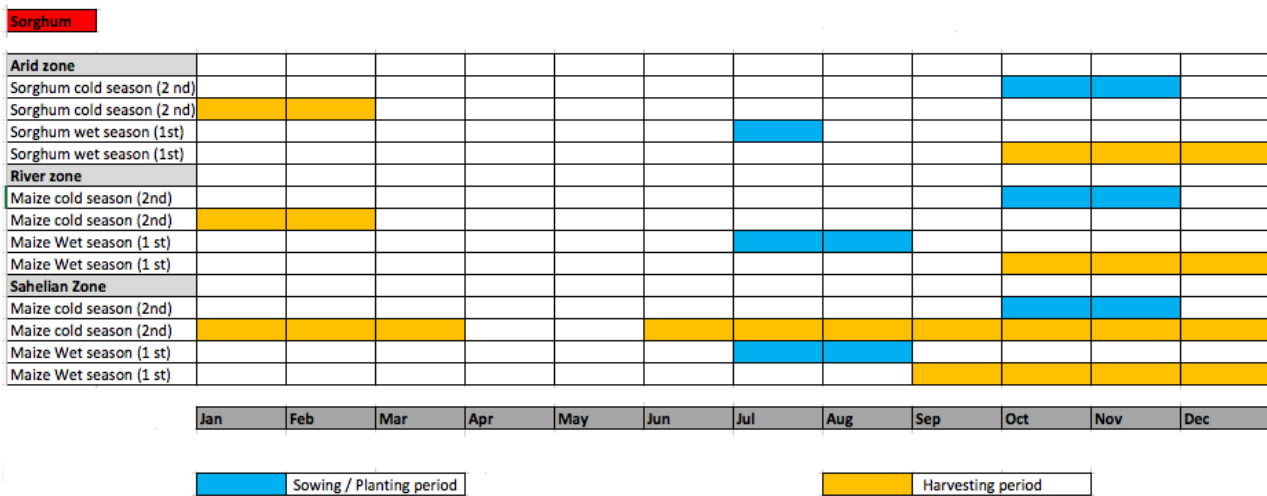 Sorghum
Arid zone
Sorghum cold season (2 nd)
Sorghum cold season (2 nd)
Sorghum wet season (1st)
Sorghum wet season (1st)
River zone
Maize cold season (2nd)
Maize cold season (2nd)
Maize Wet season (1 st)
Maize Wet season (1 st)
Sahelian Zone
Maize cold season (2nd)
Maize cold season (2nd)
Maize Wet season (1 st)
Maize Wet season (1 st)
Jan Feb Mar Apr May Jun Jul Aug Sep Oct Nov Dec
Sowing / Planting period Harvesting period